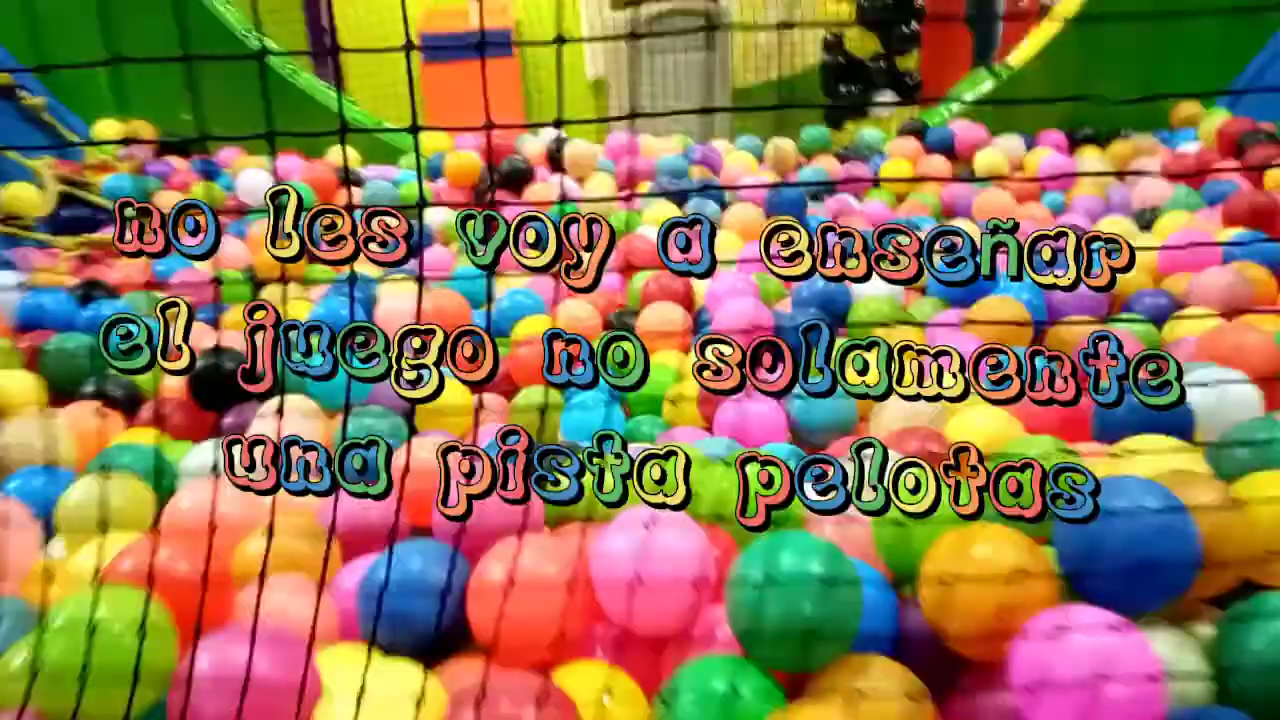 no les voy a enseñar
el juego no solamente
una pista pelotas